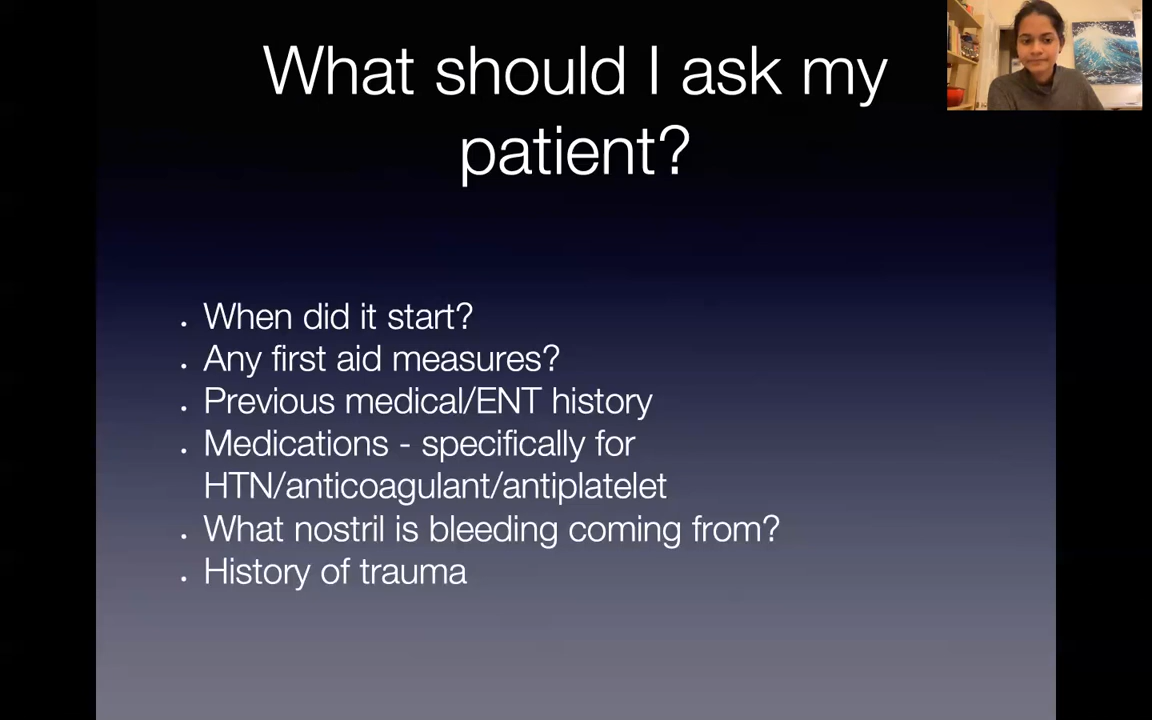 What should I ask my
patient?
• When did it start?
• Any first aid measures?
• Previous medical/ENT history
• Medications - specifically for
HTN/anticoagulant/antiplatelet
• What nostril is bleeding coming from?
• History of trauma